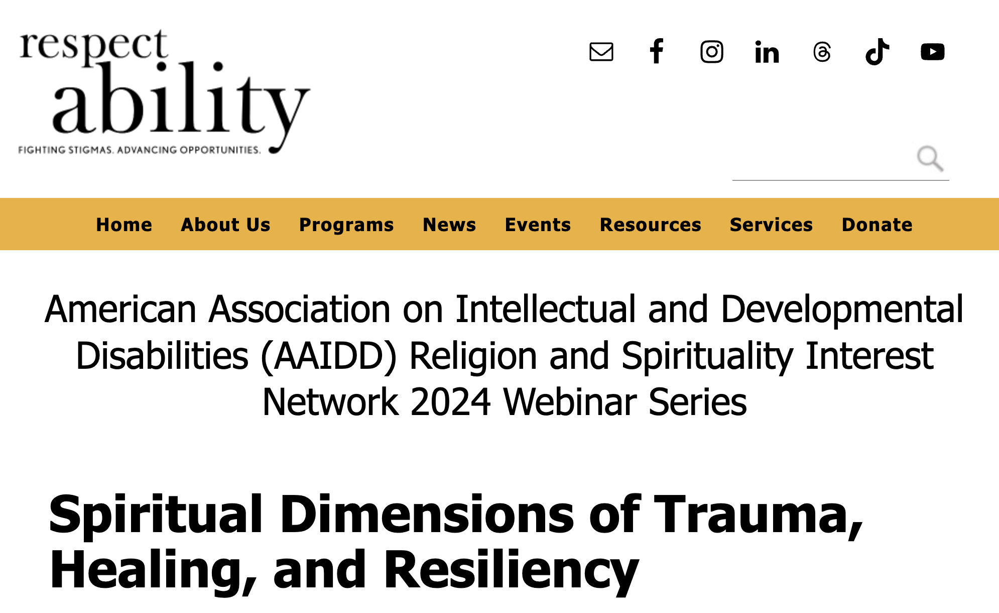 respect
ability
FIGHTING STIGMAS. ADVANCING OPPORTUNITIES.
Home About Us Programs News Events Resources Services Donate
American Association on Intellectual and Developmental
Disabilities (AAIDD) Religion and Spirituality Interest
Network 2024 Webinar Series
Spiritual Dimensions of Trauma,
Healing, and Resiliency